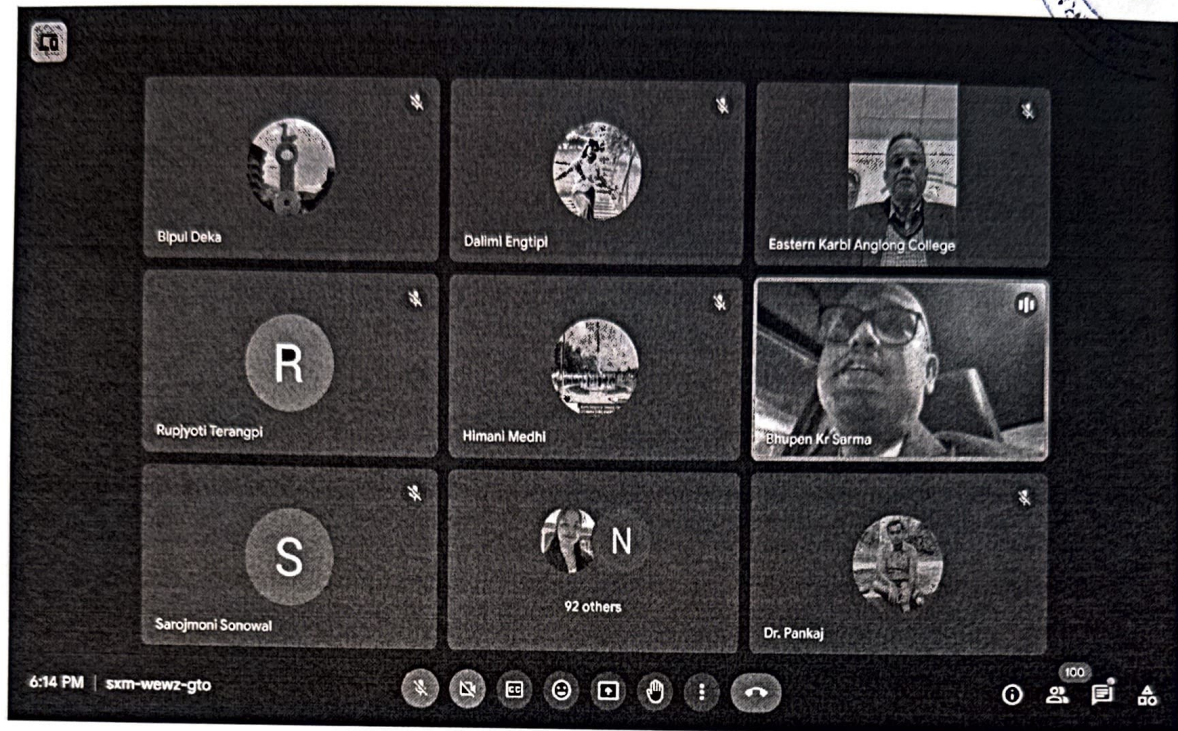 Bipul Deka
Dalimi Engtipi
Eastern Karbi Anglong College
R
Rupjyoti Terangpi
Himani Medhi
Bhupen Kr Sarma
S
Sarojmoni Sonowal
N
92 others
Dr. Pankaj
6:14 PM | sxm-wewz-gto
CC
100